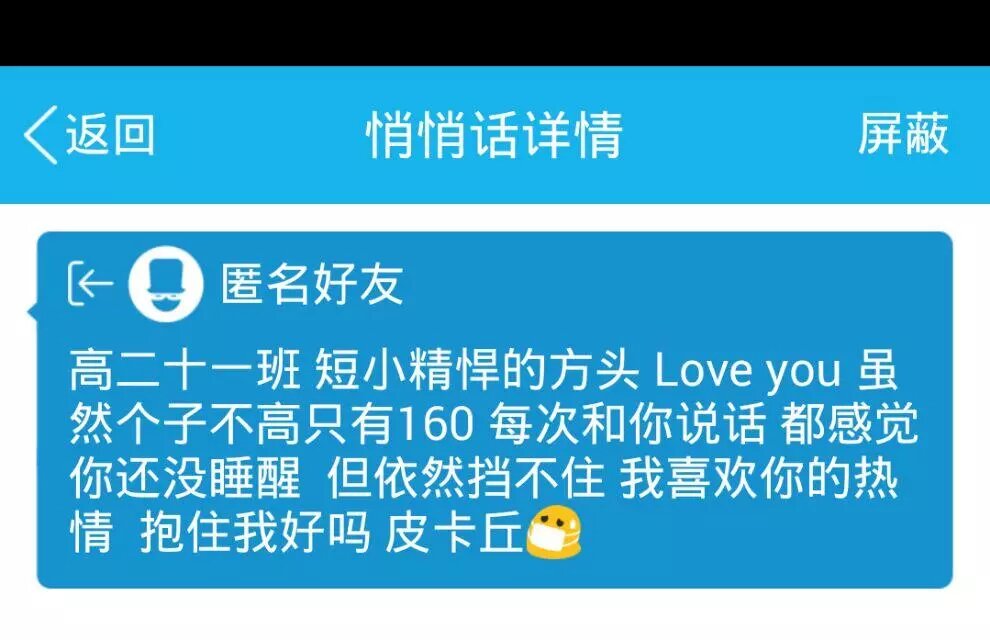 返回 悄悄话详情 屏蔽
匿名好友
高二十一班 短小精悍的方头 Love you 虽
然个子不高只有160 每次和你说话 都感觉
你还没睡醒 但依然挡不住 我喜欢你的热
情 抱住我好吗 皮卡丘😷